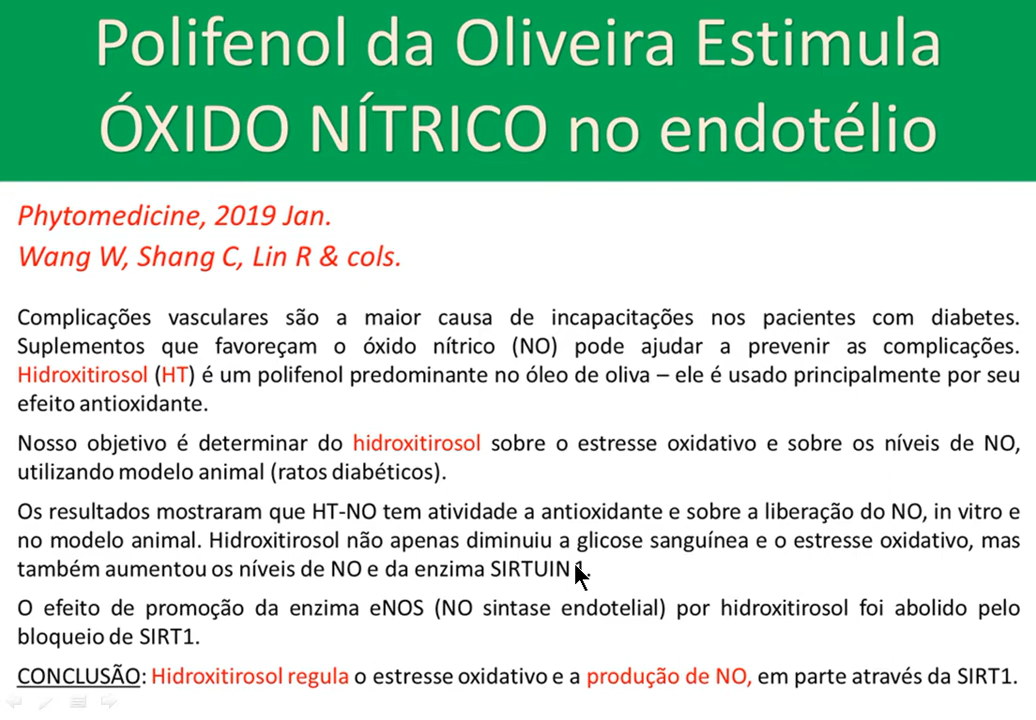 Polifenol da Oliveira Estimula
ÓXIDO NÍTRICO no endotélio
Phytomedicine, 2019 Jan.
Wang W, Shang C, Lin R & cols.
Complicações vasculares são a maior causa de incapacitações nos pacientes com diabetes.
Suplementos que favoreçam o óxido nítrico (NO) pode ajudar a prevenir as complicações.
Hidroxitirosol (HT) é um polifenol predominante no óleo de oliva – ele é usado principalmente por seu
efeito antioxidante.
Nosso objetivo é determinar do hidroxitirosol sobre o estresse oxidativo e sobre os níveis de NO,
utilizando modelo animal (ratos diabéticos).
Os resultados mostraram que HT-NO tem atividade a antioxidante e sobre a liberação do NO, in vitro e
no modelo animal. Hidroxitirosol não apenas diminuiu a glicose sanguínea e o estresse oxidativo, mas
também aumentou os níveis de NO e da enzima SIRTUIN 1.
O efeito de promoção da enzima eNOS (NO sintase endotelial) por hidroxitirosol foi abolido pelo
bloqueio de SIRT1.
CONCLUSÃO: Hidroxitirosol regula o estresse oxidativo e a produção de NO, em parte através da SIRT1.